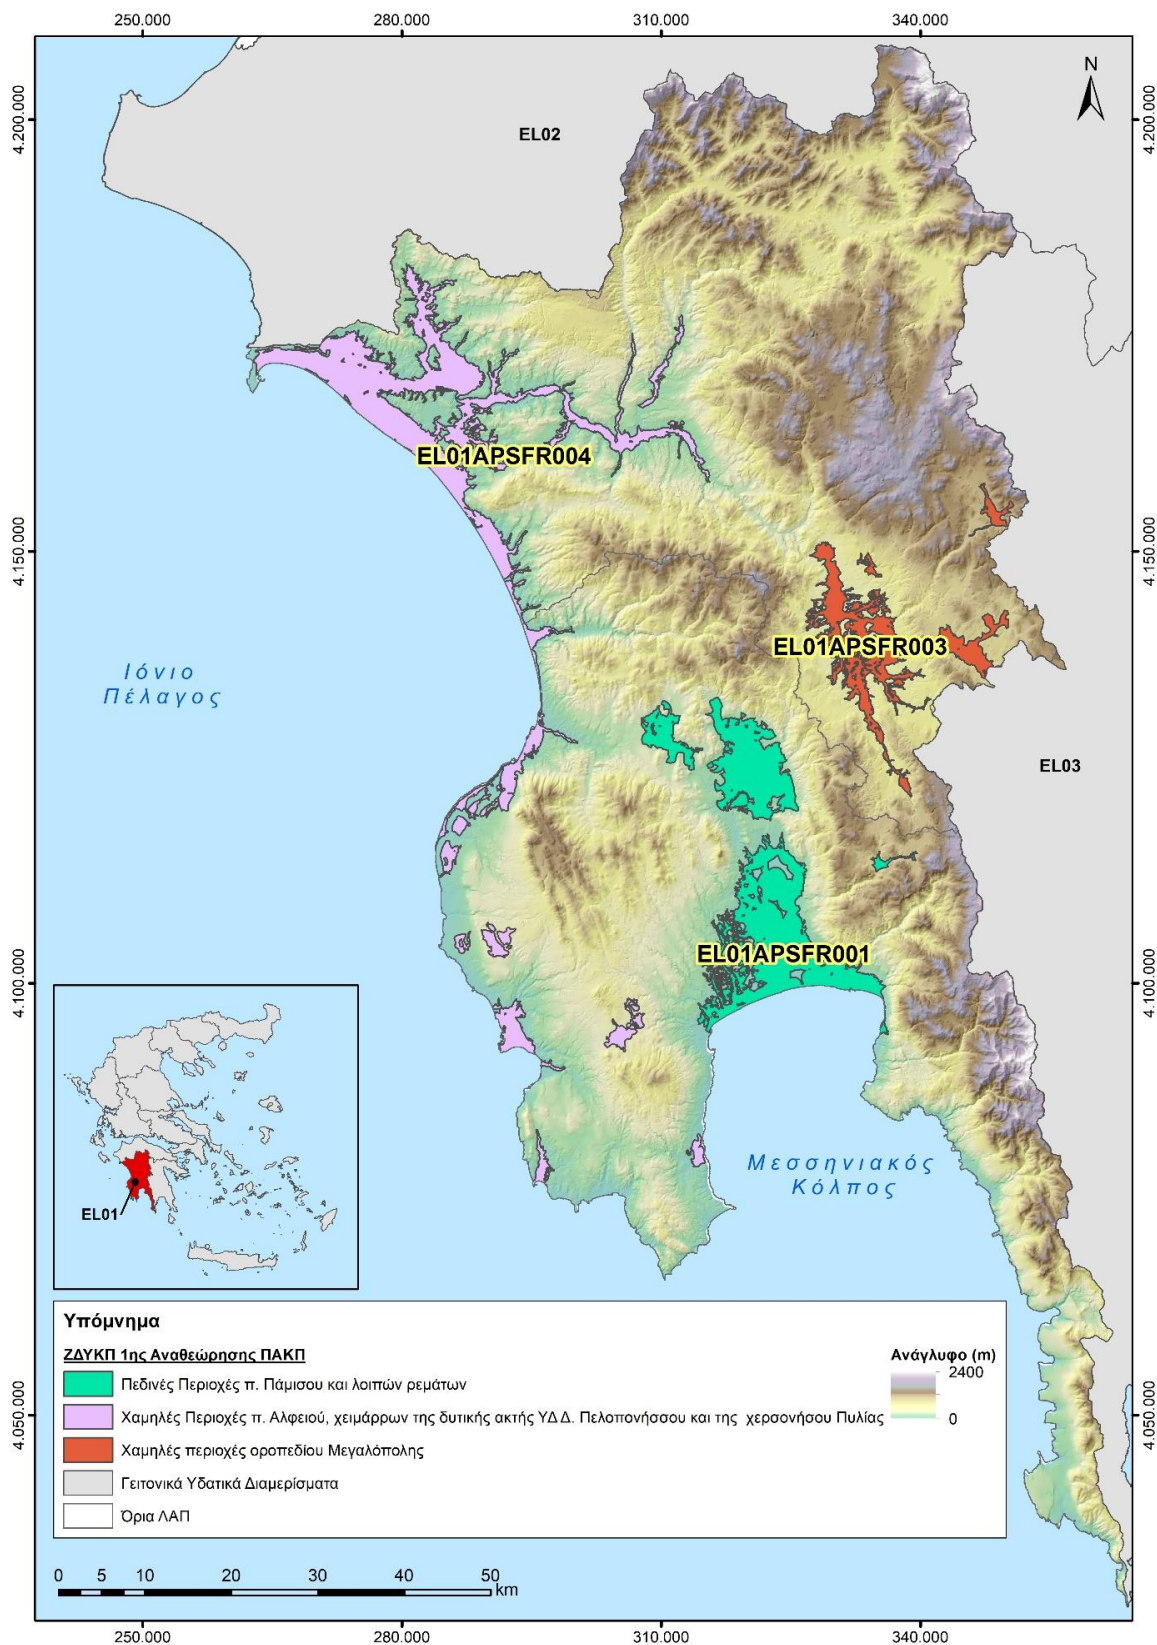 250.000 280.000 310.000 340.000
N
4.200.000 4.200.000
EL02
EL01APSFR004
4.150.000 4.150.000
EL01APSFR003
Ιόνιο
Πέλαγος
EL03
EL01APSFR001
4.100.000 4.100.000
Μεσσηνιακός
Κόλπος
EL01
Υπόμνημα
ΖΔΥΚΠ 1ης Αναθεώρησης ΠΑΚΠ
Ανάγλυφο (m)
2400
0
Πεδινές Περιοχές π. Πάμισου και λοιπών ρεμάτων
Χαμηλές Περιοχές π. Αλφειού, χειμάρρων της δυτικής ακτής ΥΔ Δ. Πελοποννήσου και της χερσονήσου Πυλίας
Χαμηλές περιοχές οροπεδίου Μεγαλόπολης
Γειτονικά Υδατικά Διαμερίσματα
Όρια ΛΑΠ
4.050.000 4.050.000
0 5 10 20 30 40 50
km
250.000 280.000 310.000 340.000